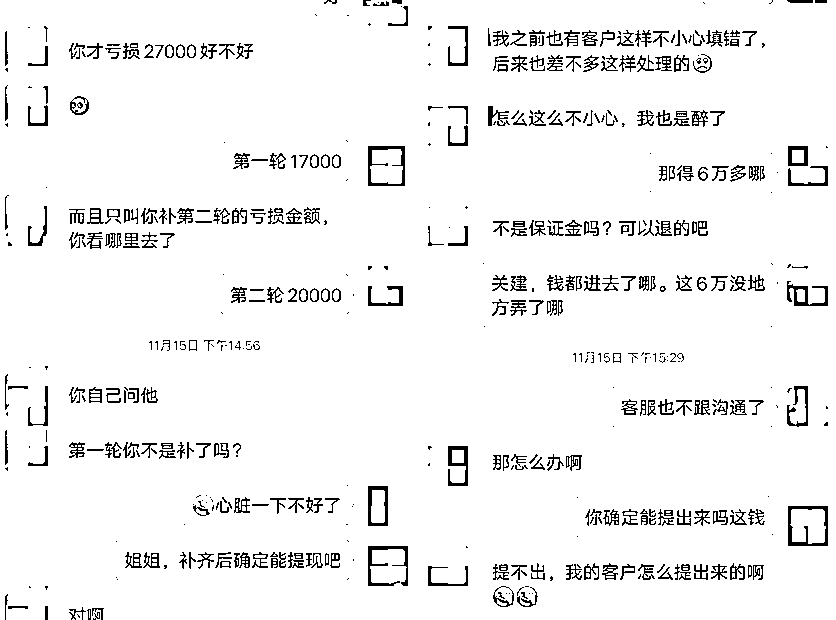 你才亏损27000好不好
第一轮17000
而且只叫你补第二轮的亏损金额，
你看哪里去了
第二轮20000
11月15日 下午14:56
你自己问他
第一轮你不是补了吗？
心脏一下不好了
姐姐，补齐后确定能提现吧
对啊
我之前也有客户这样不小心填错了，
后来也差不多这样处理的
怎么这么不小心，我也是醉了
那得6万多哪
不是保证金吗？可以退的吧
关建，钱都进去了哪。这6万没地
方弄了哪
11月15日 下午15:29
客服也不跟沟通了
那怎么办啊
你确定能提出来吗这钱
提不出，我的客户怎么提出来的啊